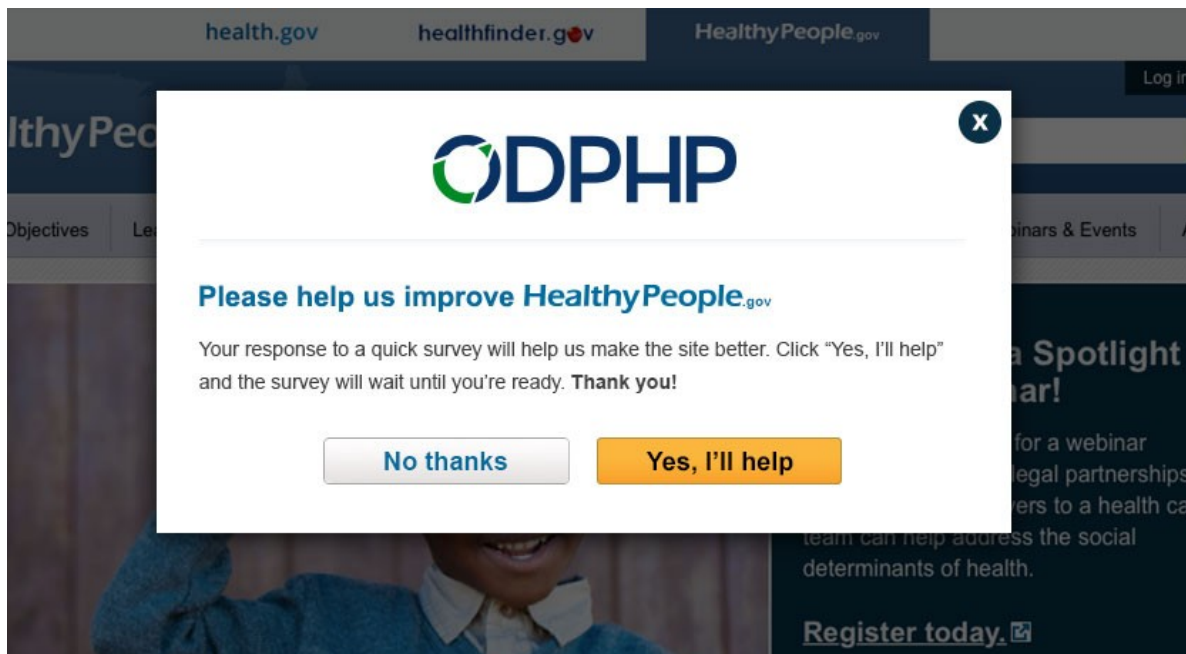 health.gov
healthfinder.gov
HealthyPeople.gov
Log in
lthyPeo
X
ODPHP
Objectives
Lea
binars & Events
Please help us improve HealthyPeople.gov
Your response to a quick survey will help us make the site better. Click “Yes, I’ll help”
and the survey will wait until you’re ready. Thank you!
No thanks
Yes, I’ll help
a Spotlight
nar!
for a webinar
legal partnerships
yers to a health ca
team can help address the social
determinants of health.
Register today.